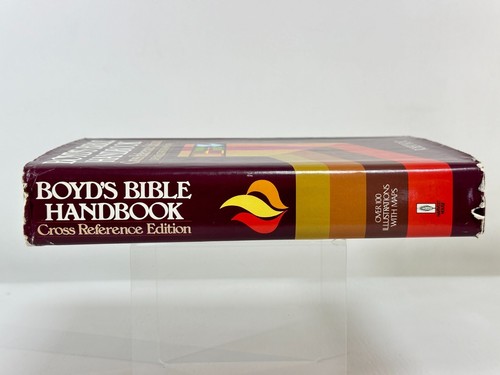 BOYD'S BIBLE
HANDBOOK
Cross Reference Edition
OVER 100
ILLUSTRATIONS
WITH MAPS